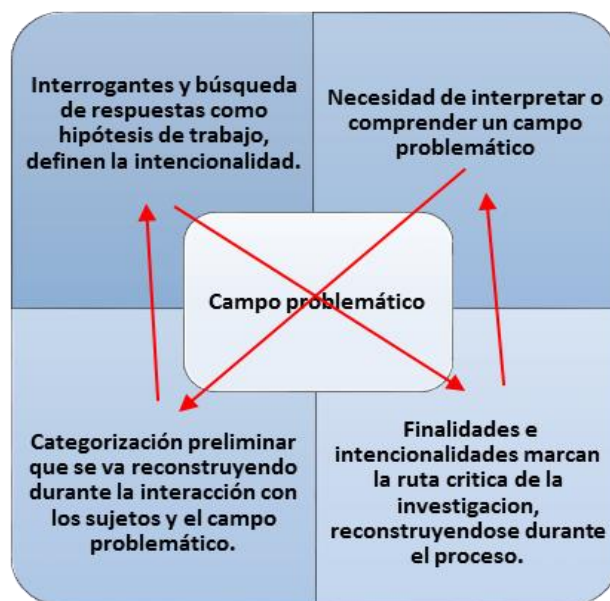 Interrogantes y búsqueda
de respuestas como
hipótesis de trabajo,
definen la intencionalidad.
Necesidad de interpretar o
comprender un campo
problemático
Campo problemático
Categorización preliminar
que se va reconstruyendo
durante la interacción con
los sujetos y el campo
problemático.
Finalidades e
intencionalidades marcan
la ruta critica de la
investigacion,
reconstruyendose durante
el proceso.